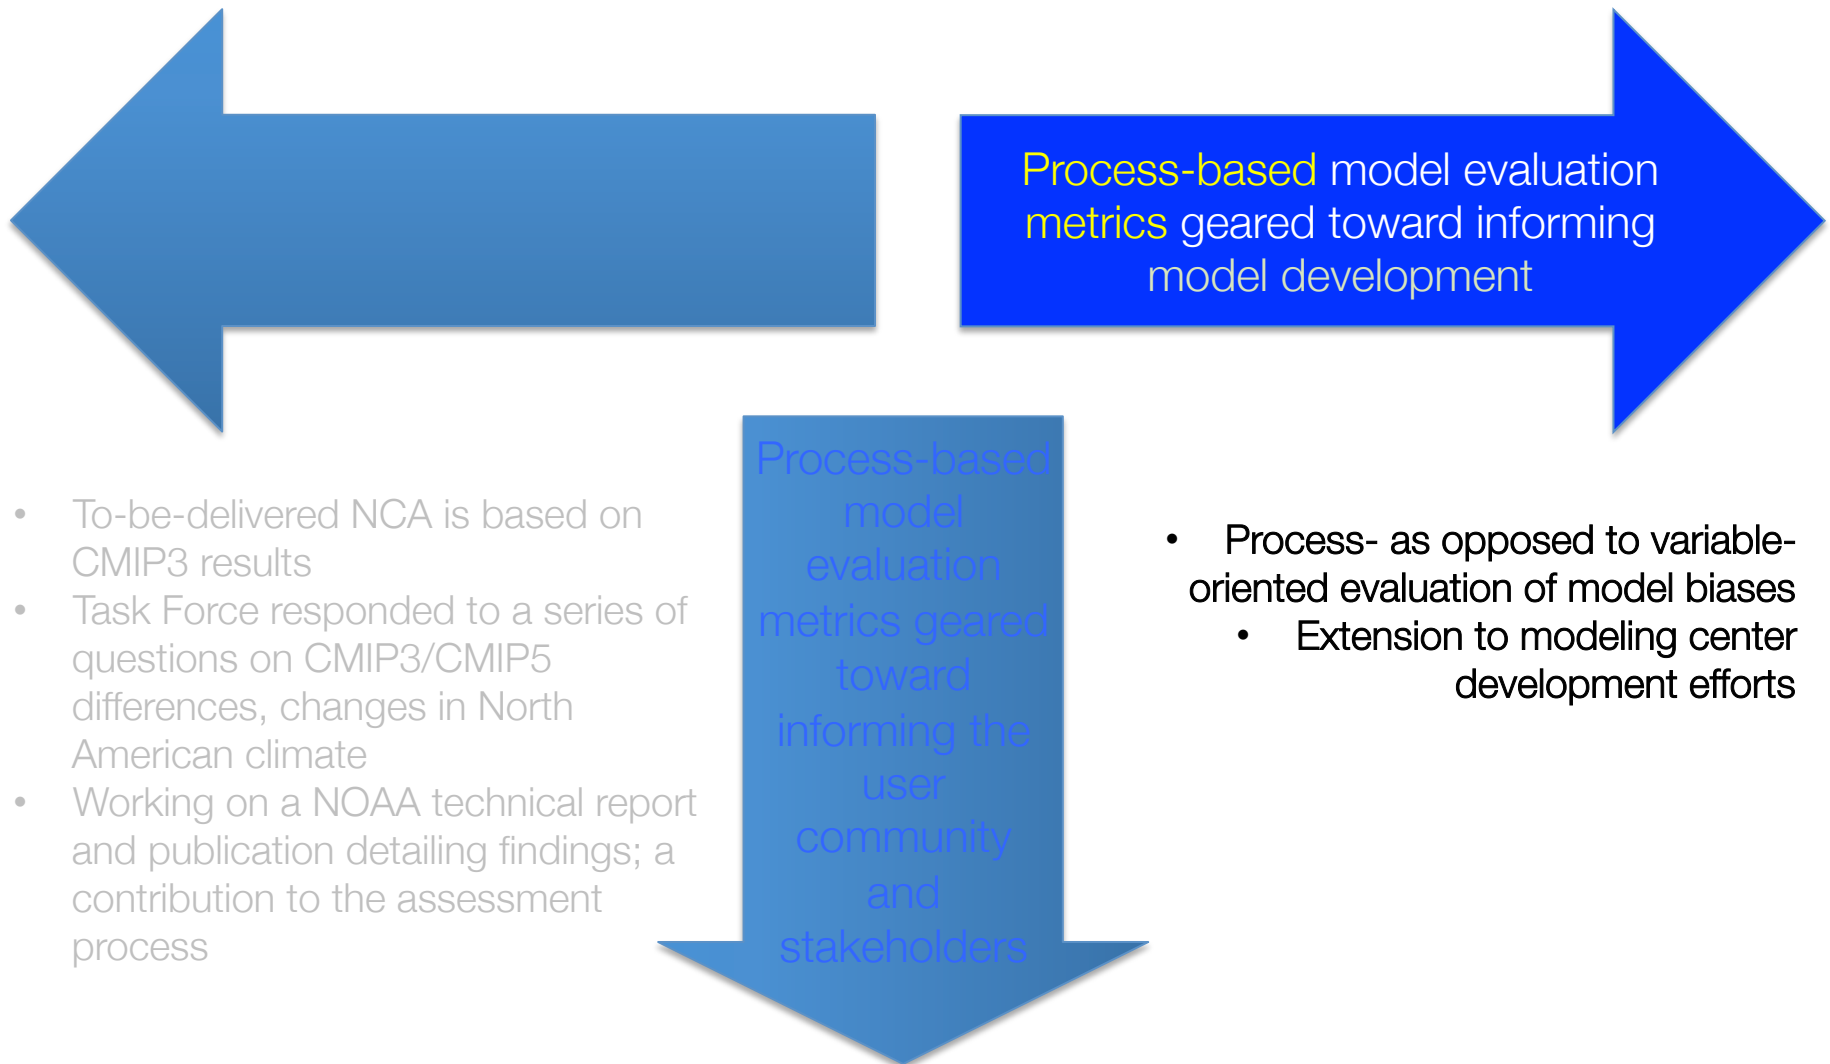 Process-based model evaluation
metrics geared toward informing
model development
• To-be-delivered NCA is based on
CMIP3 results
• Task Force responded to a series of
questions on CMIP3/CMIP5
differences, changes in North
American climate
• Working on a NOAA technical report
and publication detailing findings; a
contribution to the assessment
process
Process-based
model
evaluation
metrics geared
toward
informing the
user
community
and
stakeholders
• Process- as opposed to variable-
oriented evaluation of model biases
• Extension to modeling center
development efforts